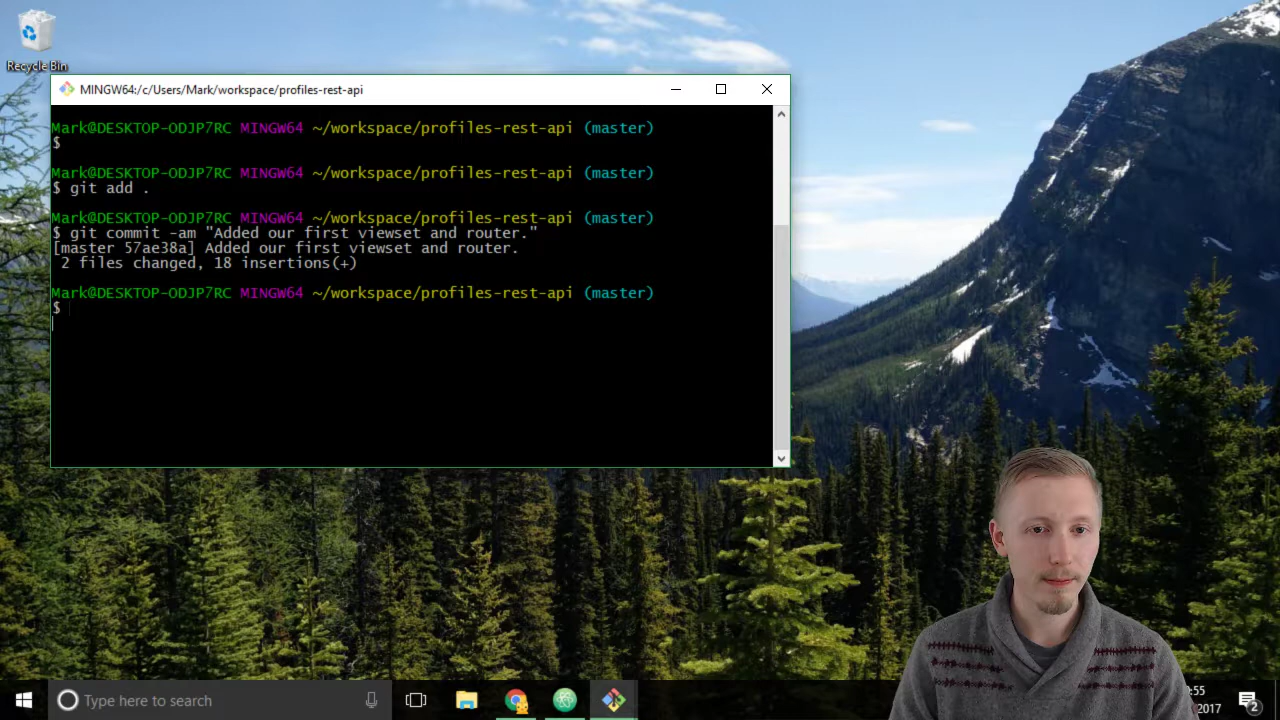 Recycle Bin
MINGW64:/c/Users/Mark/workspace/profiles-rest-api
Mark@DESKTOP-ODJP7RC MINGW64 ~/workspace/profiles-rest-api (master)
$
Mark@DESKTOP-ODJP7RC MINGW64 ~/workspace/profiles-rest-api (master)
$ git add .
Mark@DESKTOP-ODJP7RC MINGW64 ~/workspace/profiles-rest-api (master)
$ git commit -am "Added our first viewset and router."
[master 57ae38a] Added our first viewset and router.
2 files changed, 18 insertions(+)
Mark@DESKTOP-ODJP7RC MINGW64 ~/workspace/profiles-rest-api (master)
$
Type here to search
:55
2017
2